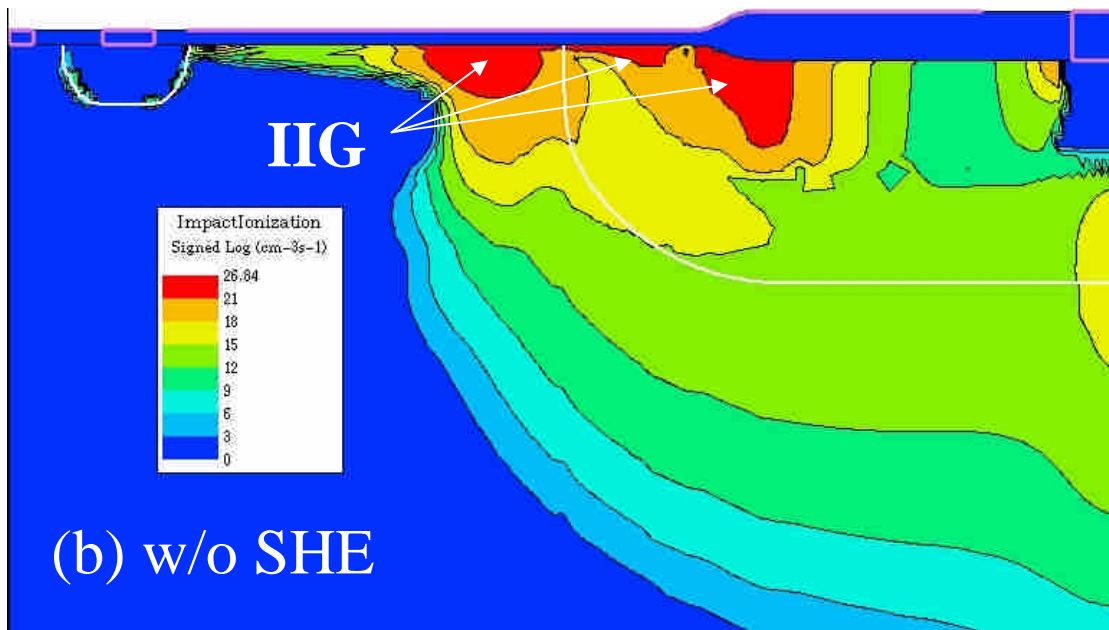 IIG
ImpactIonization
Signed Log (cm-3s-1)
26.84
21
18
15
12
9
6
3
0
(b) w/o SHE